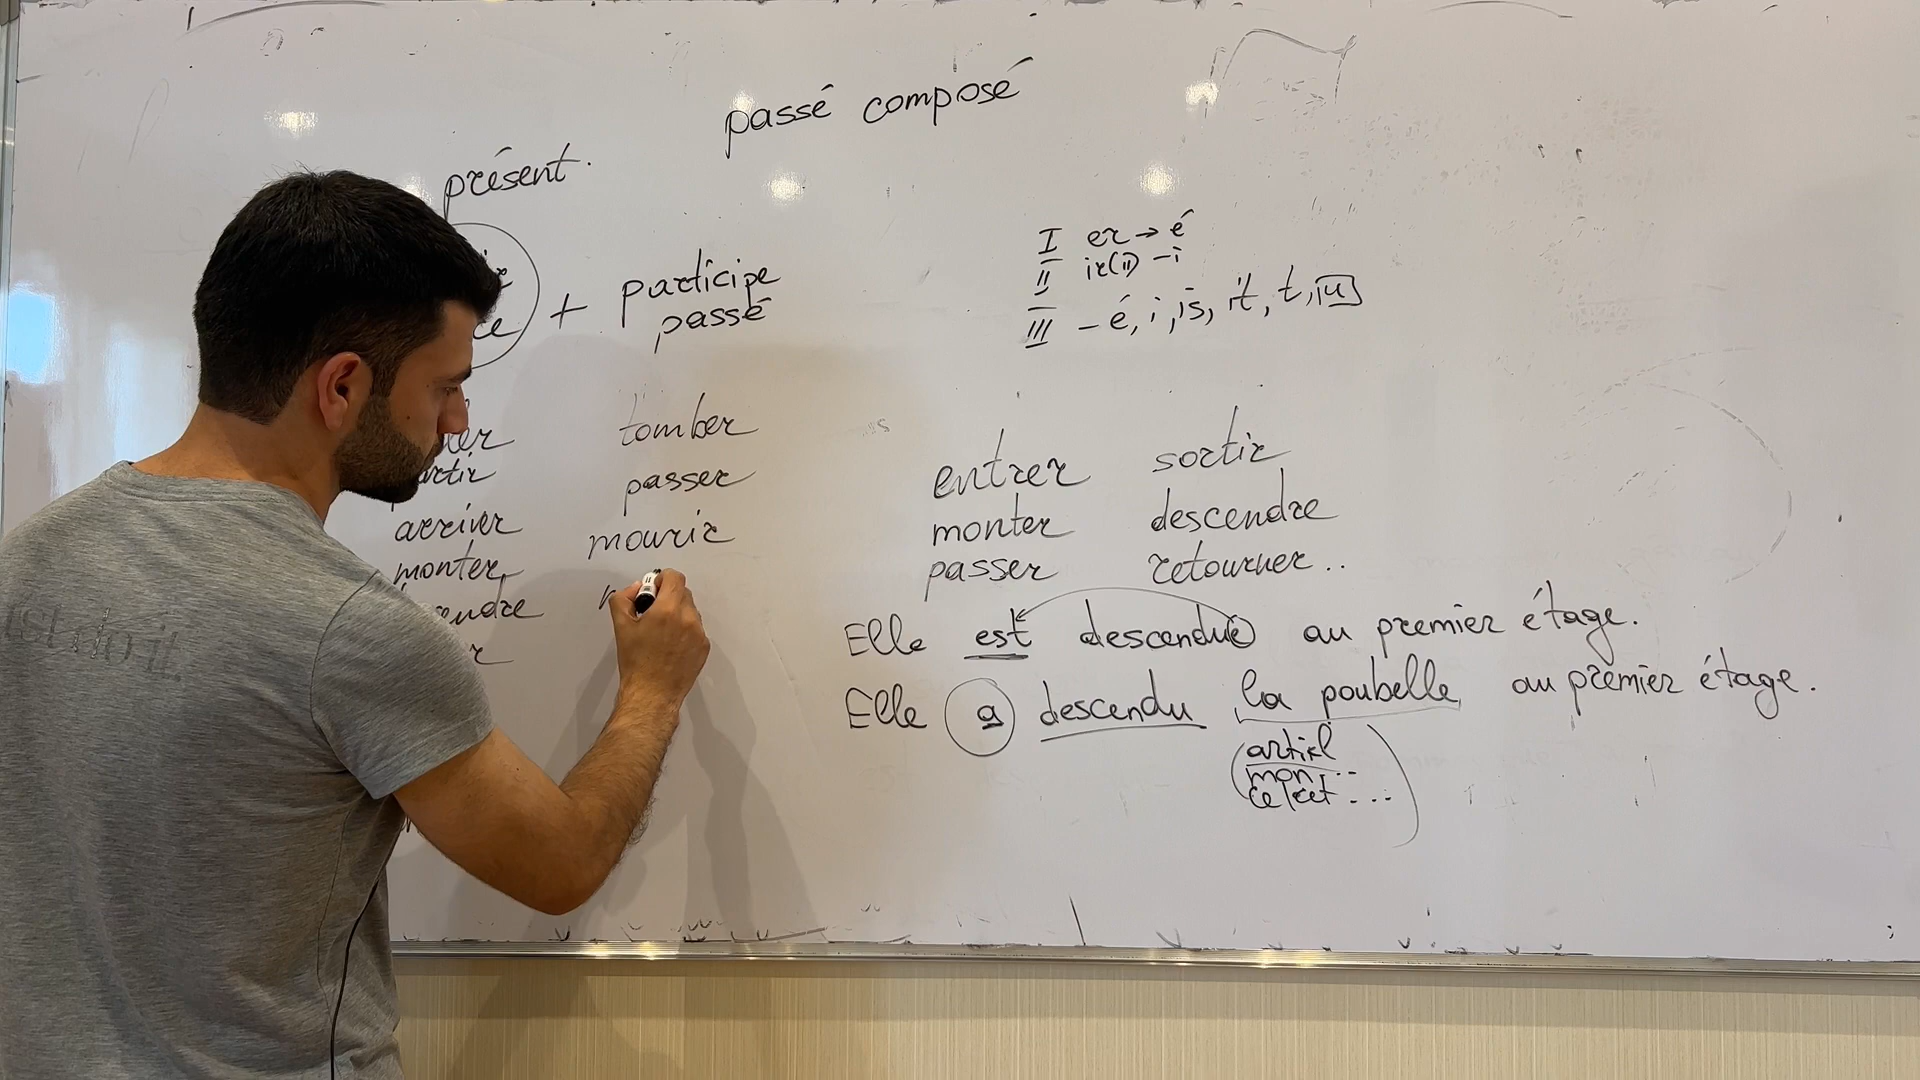 passé composé
présent.
+ participe
passé
I er → é
II ir(II) -i
III - é, i, is, it, t, [u]
tomber
passer
arriver
mourir
monter
entrer sortir
monter descendre
passer retourner..
Elle est descendue au premier étage.
Elle a descendu la poubelle au premier étage.
(artikl
mon...
ce/cet...)